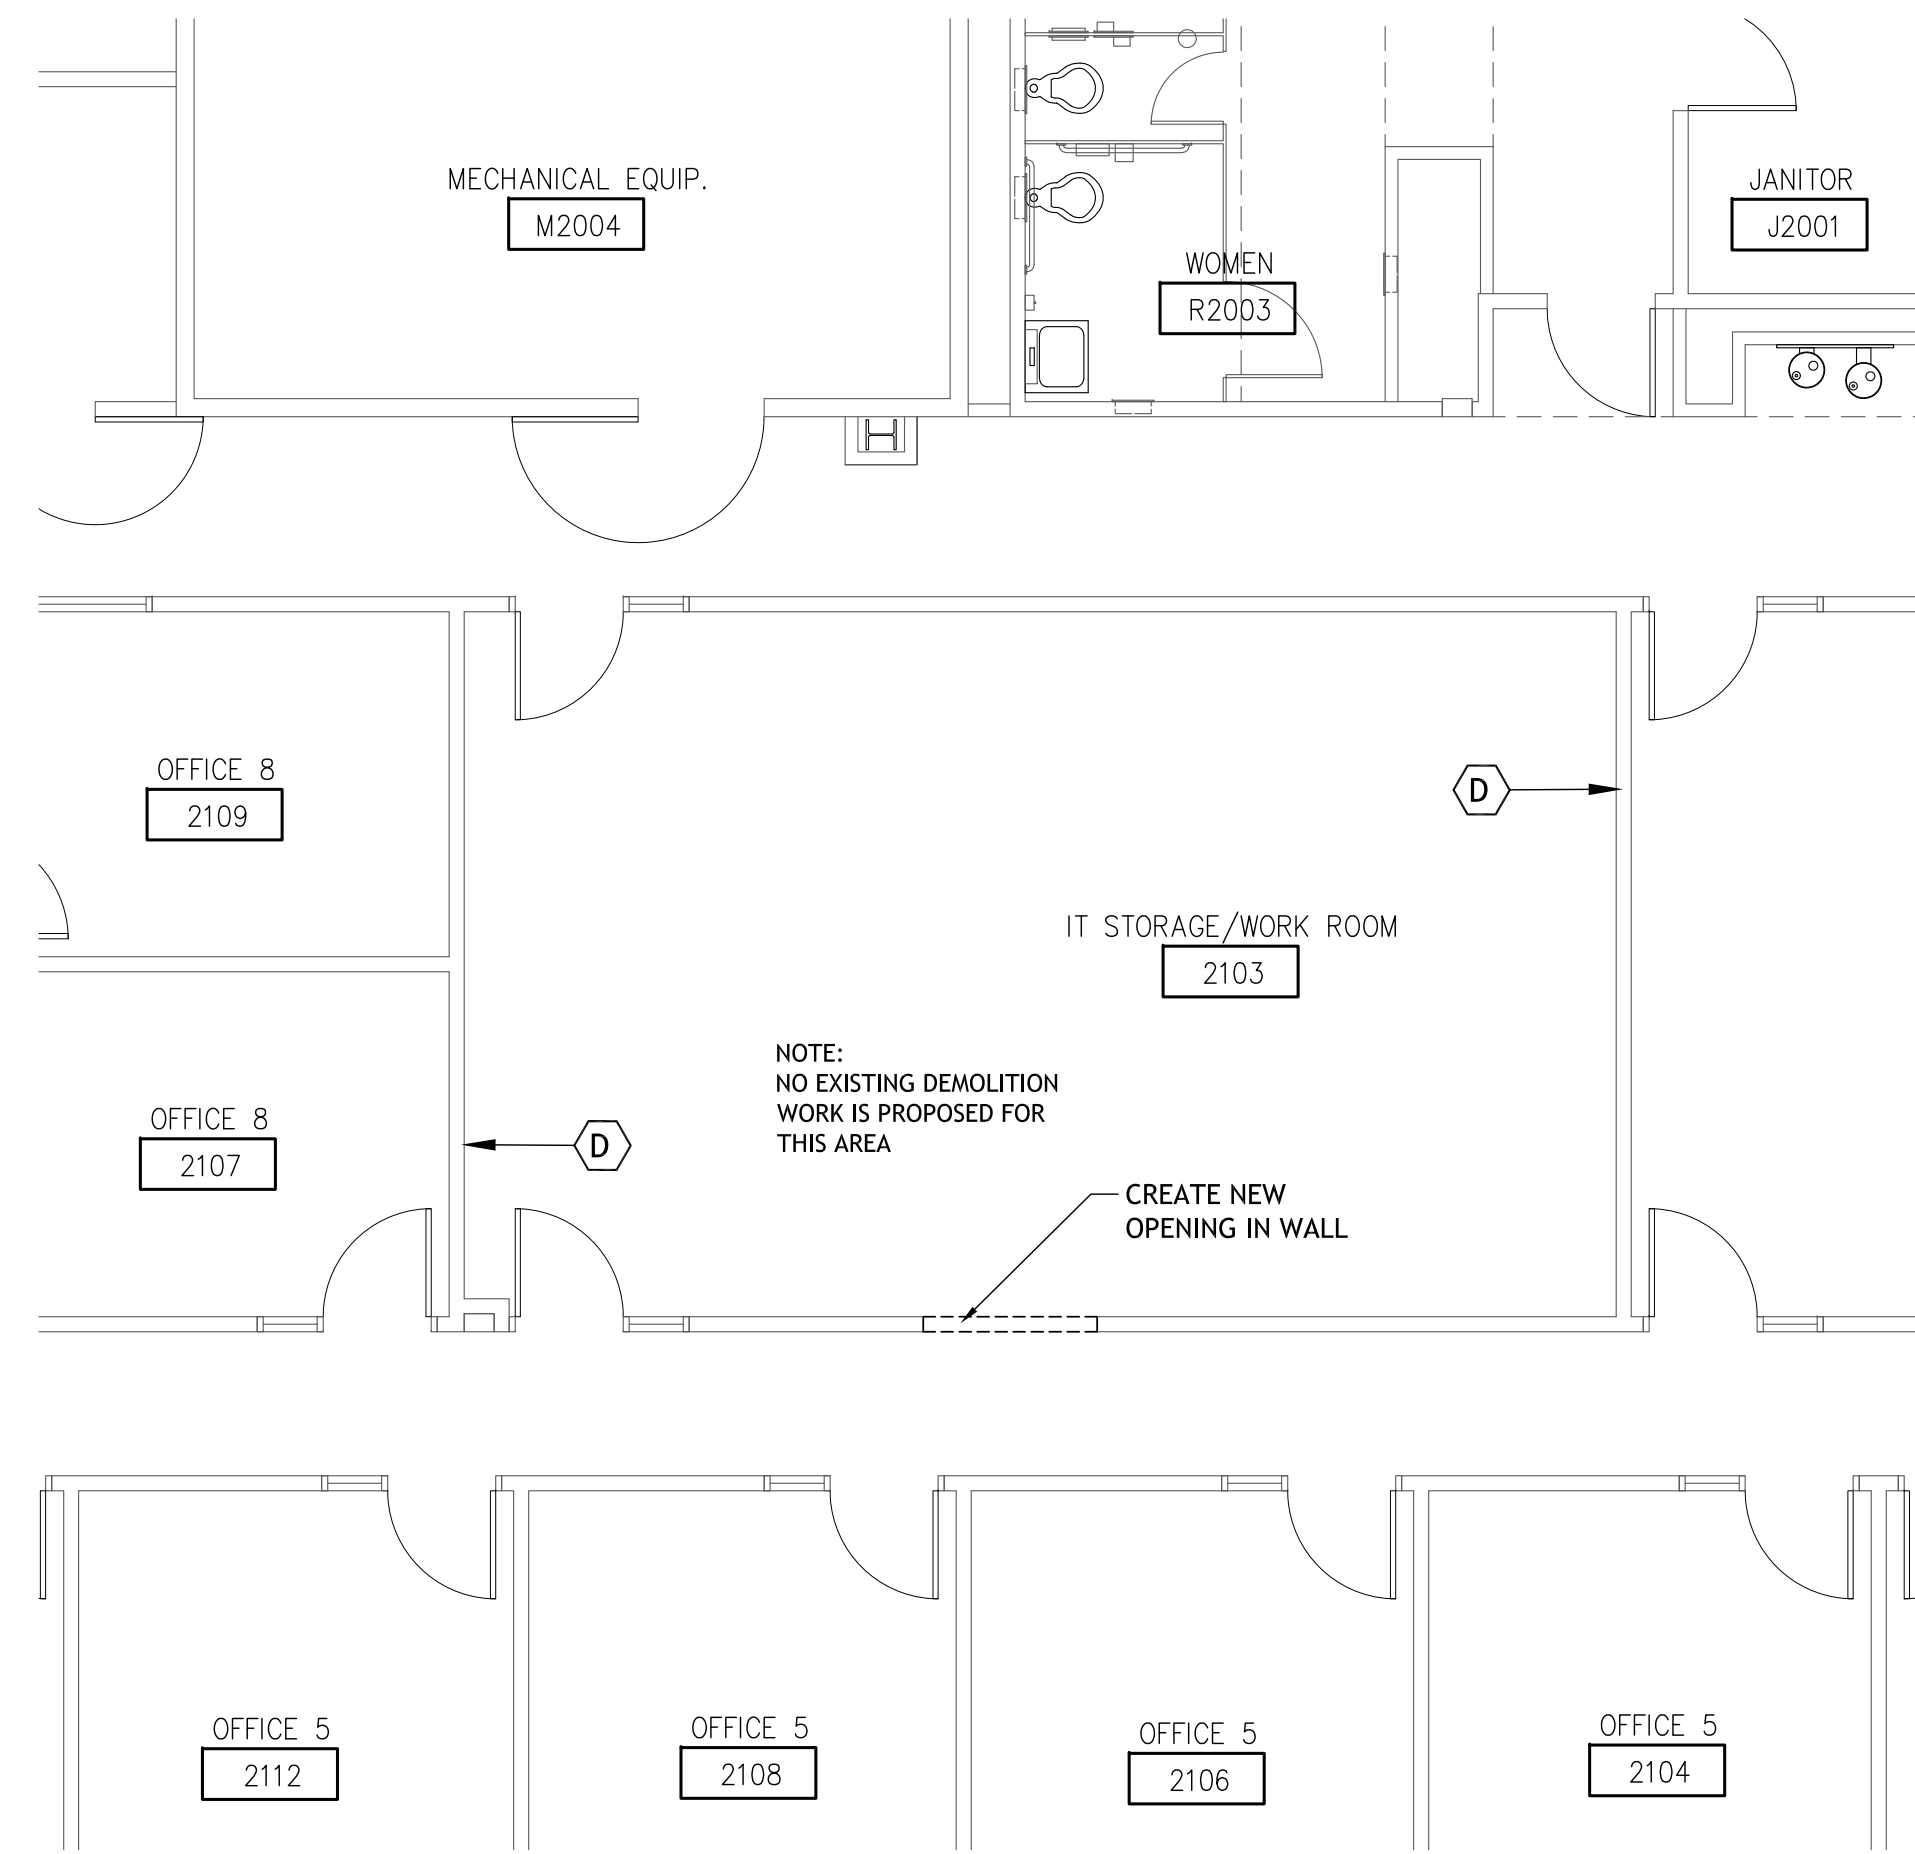 MECHANICAL EQUIP.
M2004
JANITOR
J2001
WOMEN
R2003
OFFICE 8
2109
D
IT STORAGE/WORK ROOM
2103
NOTE:
NO EXISTING DEMOLITION
WORK IS PROPOSED FOR
THIS AREA
OFFICE 8
2107
D
CREATE NEW
OPENING IN WALL
OFFICE 5
2112
OFFICE 5
2108
OFFICE 5
2106
OFFICE 5
2104